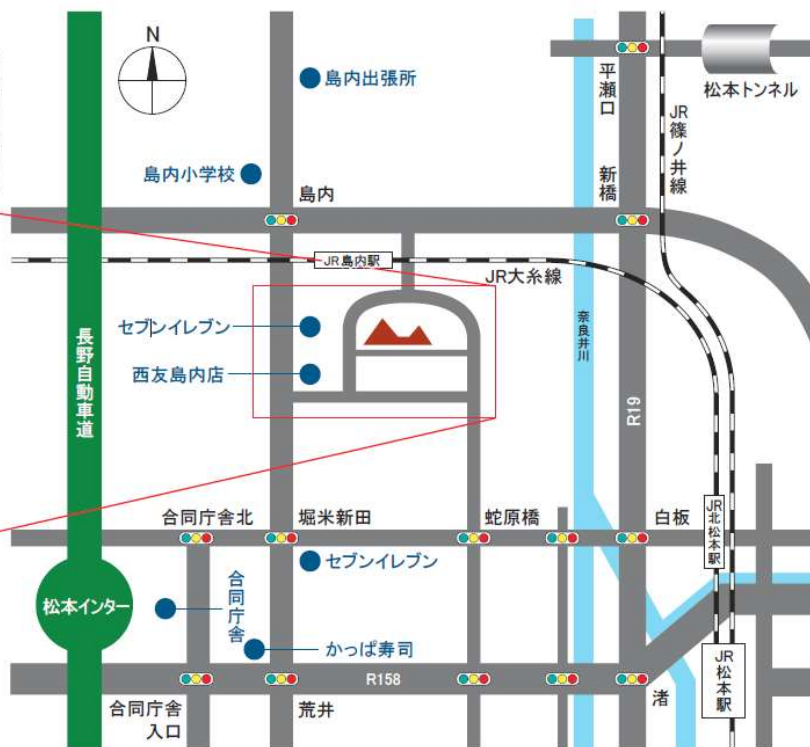 N
島内出張所
島内小学校
島内
平瀬口
新橋
松本トンネル
JR篠ノ井線
JR島内駅
JR大糸線
セブンイレブン
西友島内店
長野自動車道
奈良井川
R19
合同庁舎北
堀米新田
蛇原橋
白板
JR北松本駅
セブンイレブン
松本インター
合同庁舎
かっぱ寿司
R158
JR
松本駅
合同庁舎
入口
荒井
渚